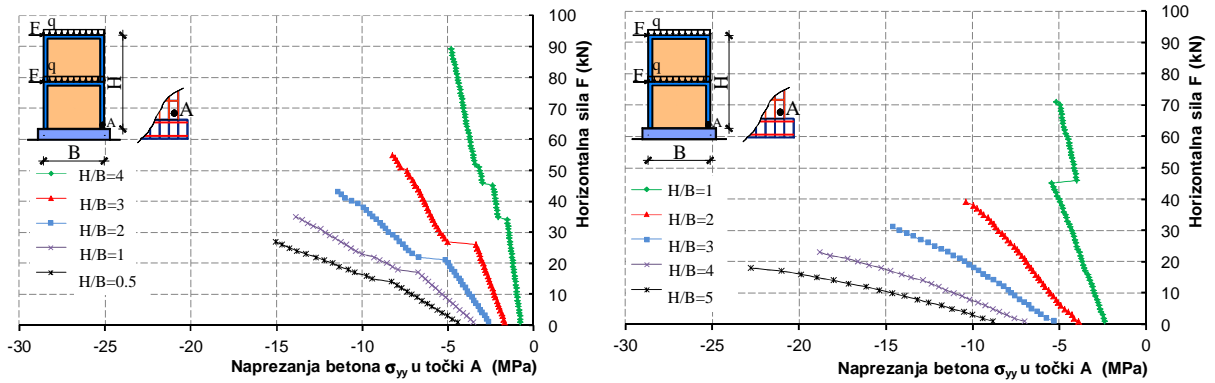 F
q
F
q
H
A
B
A
H/B=4
H/B=3
H/B=2
H/B=1
H/B=0.5
100
90
80
70
60
50
40
30
20
10
0
Horizontalna sila F (kN)
-30 -25 -20 -15 -10 -5 0
Naprezanja betona σyy u točki A (MPa)
F
q
F
q
H
A
B
A
H/B=1
H/B=2
H/B=3
H/B=4
H/B=5
100
90
80
70
60
50
40
30
20
10
0
Horizontalna sila F (kN)
-30 -25 -20 -15 -10 -5 0
Naprezanja betona σyy u točki A (MPa)